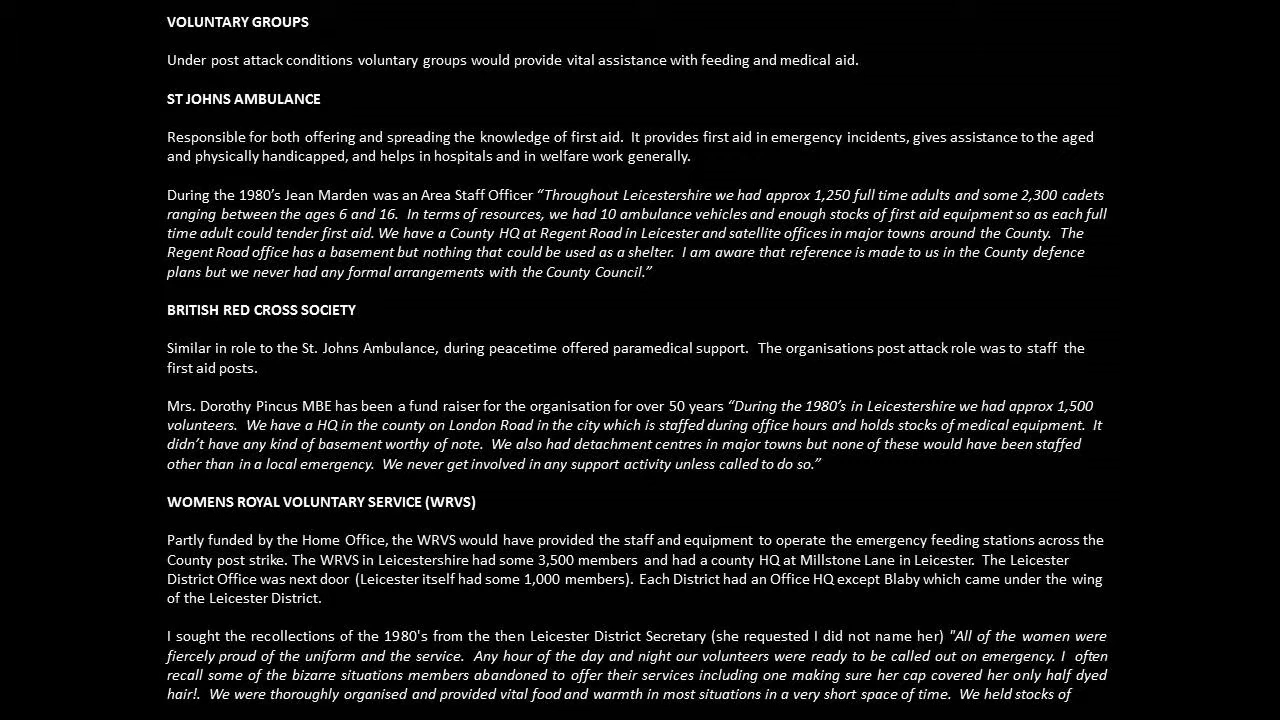 VOLUNTARY GROUPS
Under post attack conditions voluntary groups would provide vital assistance with feeding and medical aid.
ST JOHNS AMBULANCE
Responsible for both offering and spreading the knowledge of first aid.  It provides first aid in emergency incidents, gives assistance to the aged
and physically handicapped, and helps in hospitals and in welfare work generally.
During the 1980’s Jean Marden was an Area Staff Officer “Throughout Leicestershire we had approx 1,250 full time adults and some 2,300 cadets
ranging between the ages 6 and 16.  In terms of resources, we had 10 ambulance vehicles and enough stocks of first aid equipment so as each full
time adult could tender first aid. We have a County HQ at Regent Road in Leicester and satellite offices in major towns around the County.  The
Regent Road office has a basement but nothing that could be used as a shelter.  I am aware that reference is made to us in the County defence
plans but we never had any formal arrangements with the County Council.”
BRITISH RED CROSS SOCIETY
Similar in role to the St. Johns Ambulance, during peacetime offered paramedical support.  The organisations post attack role was to staff the
first aid posts.
Mrs. Dorothy Pincus MBE has been a fund raiser for the organisation for over 50 years “During the 1980’s in Leicestershire we had approx 1,500
volunteers.  We have a HQ in the county on London Road in the city which is staffed during office hours and holds stocks of medical equipment.  It
didn’t have any kind of basement worthy of note.  We also had detachment centres in major towns but none of these would have been staffed
other than in a local emergency.  We never get involved in any support activity unless called to do so.”
WOMENS ROYAL VOLUNTARY SERVICE (WRVS)
Partly funded by the Home Office, the WRVS would have provided the staff and equipment to operate the emergency feeding stations across the
County post strike. The WRVS in Leicestershire had some 3,500 members and had a county HQ at Millstone Lane in Leicester.  The Leicester
District Office was next door (Leicester itself had some 1,000 members).  Each District had an Office HQ except Blaby which came under the wing
of the Leicester District.
I sought the recollections of the 1980's from the then Leicester District Secretary (she requested I did not name her) "All of the women were
fiercely proud of the uniform and the service.  Any hour of the day and night our volunteers were ready to be called out on emergency. I  often
recall some of the bizarre situations members abandoned to offer their services including one making sure her cap covered her only half dyed
hair!.  We were thoroughly organised and provided vital food and warmth in most situations in a very short space of time.  We held stocks of